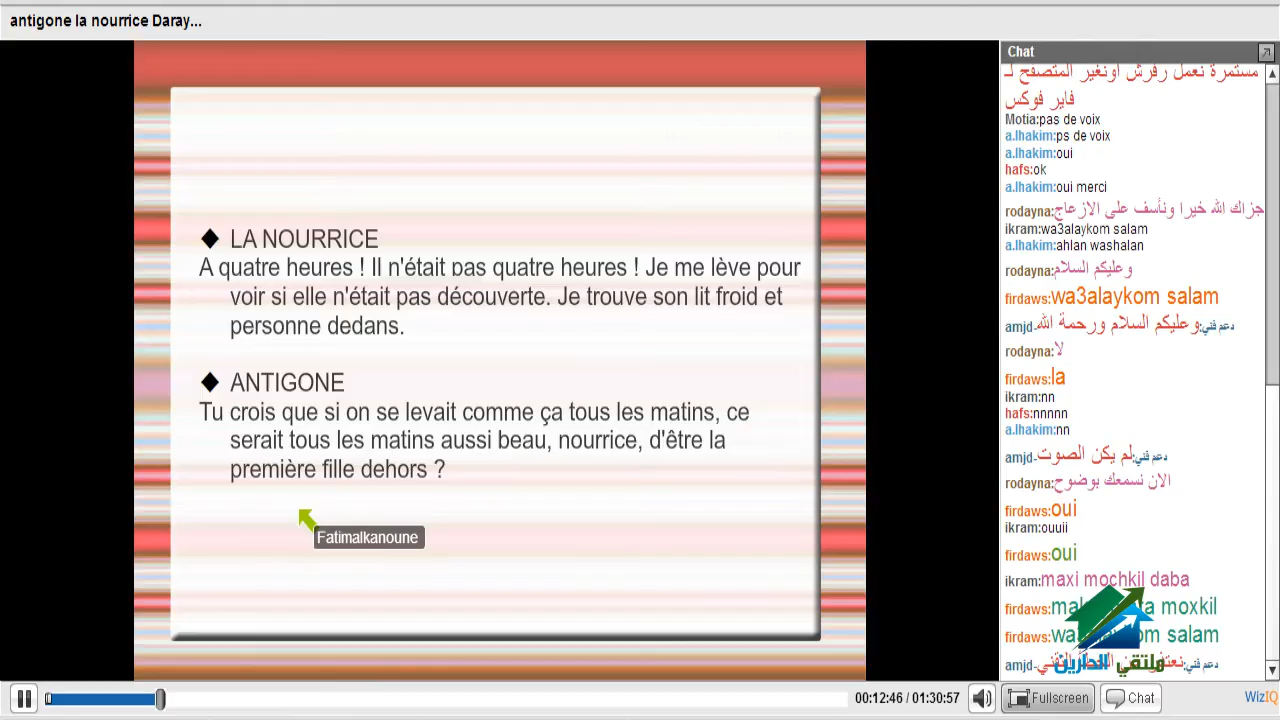 antigone la nourrice Daray...
◆ LA NOURRICE
A quatre heures ! Il n'était pas quatre heures ! Je me lève pour
voir si elle n'était pas découverte. Je trouve son lit froid et
personne dedans.
◆ ANTIGONE
Tu crois que si on se levait comme ça tous les matins, ce
serait tous les matins aussi beau, nourrice, d'être la
première fille dehors ?
Fatimalkanoune
Chat
مستمرة نعمل رفرش اونغير المتصفح لـ
فاير فوكس
Motia:pas de voix
a.lhakim:ps de voix
a.lhakim:oui
hafs:ok
a.lhakim:oui merci
rodayna:جزاك الله خيرا ونأسف على الازعاج
ikram:wa3alaykom salam
a.lhakim:ahlan washalan
rodayna:وعليكم السلام
firdaws:wa3alaykom salam
amjd-دعم فني:وعليكم السلام ورحمة الله
rodayna:لا
firdaws:la
ikram:nn
hafs:nnnnn
a.lhakim:nn
amjd-دعم فني:لم يكن الصوت
rodayna:الان نسمعك بوضوح
firdaws:oui
ikram:ouuii
firdaws:oui
ikram:maxi mochkil daba
firdaws: moxkil
firdaws: salam
amjd-دعم فني:
ملتقي الدارين
00:12:46 / 01:30:57
Fullscreen
Chat
WizIQ